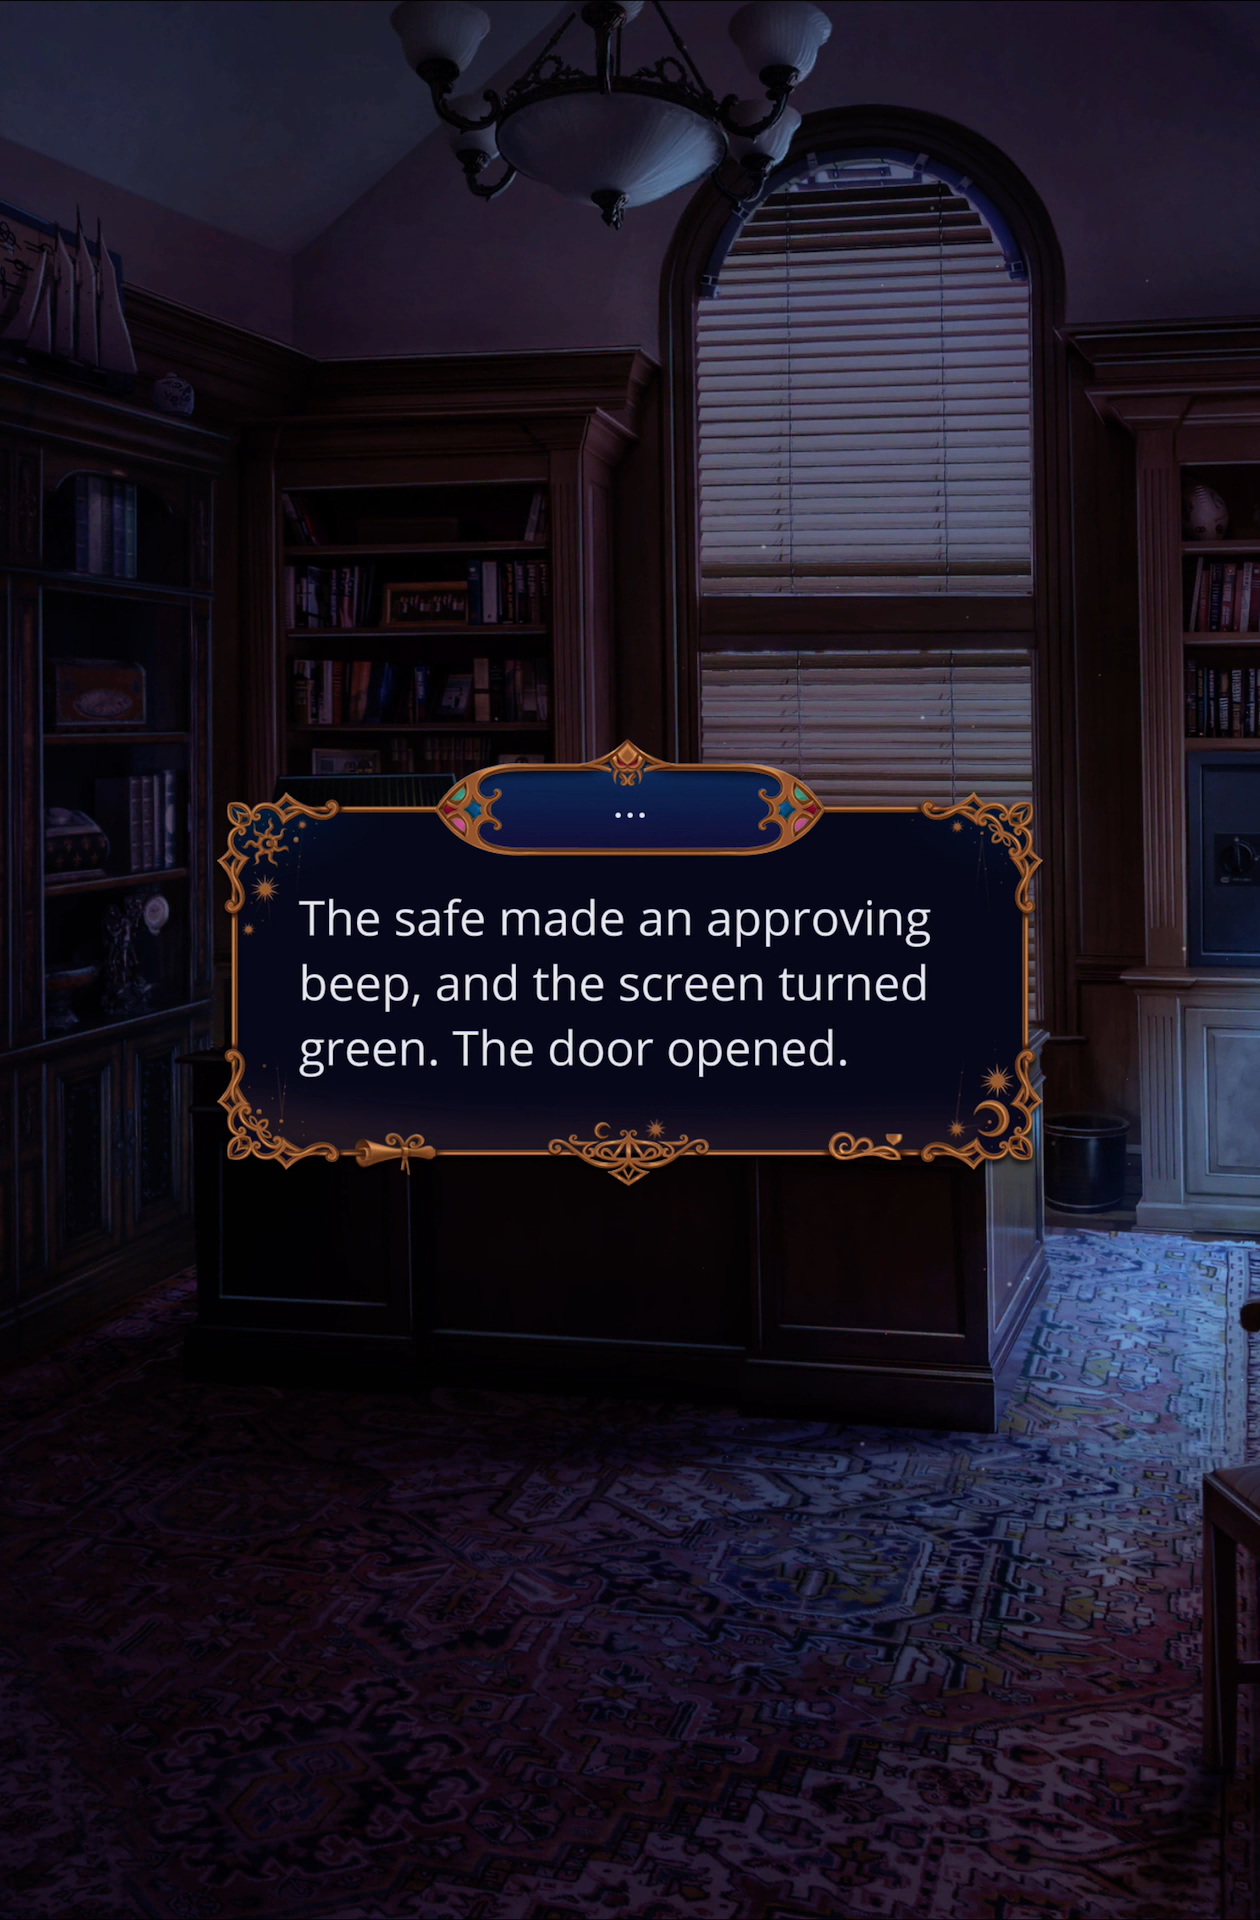 ...
The safe made an approving
beep, and the screen turned
green. The door opened.